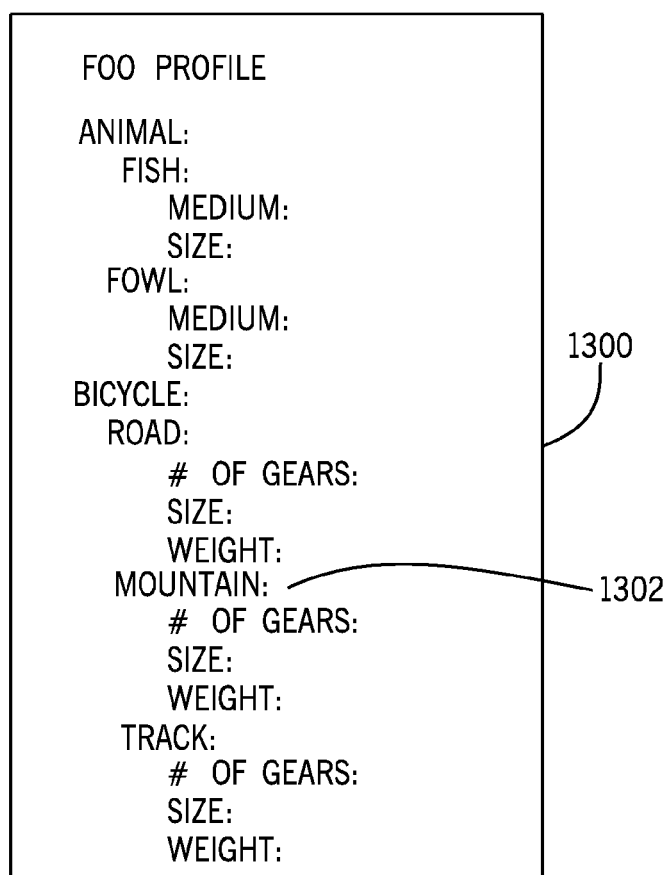 FOO PROFILE
ANIMAL:
FISH:
MEDIUM:
SIZE:
FOWL:
MEDIUM:
SIZE:
BICYCLE:
ROAD:
# OF GEARS:
SIZE:
WEIGHT:
MOUNTAIN:
# OF GEARS:
SIZE:
WEIGHT:
TRACK:
# OF GEARS:
SIZE:
WEIGHT:
1300
1302